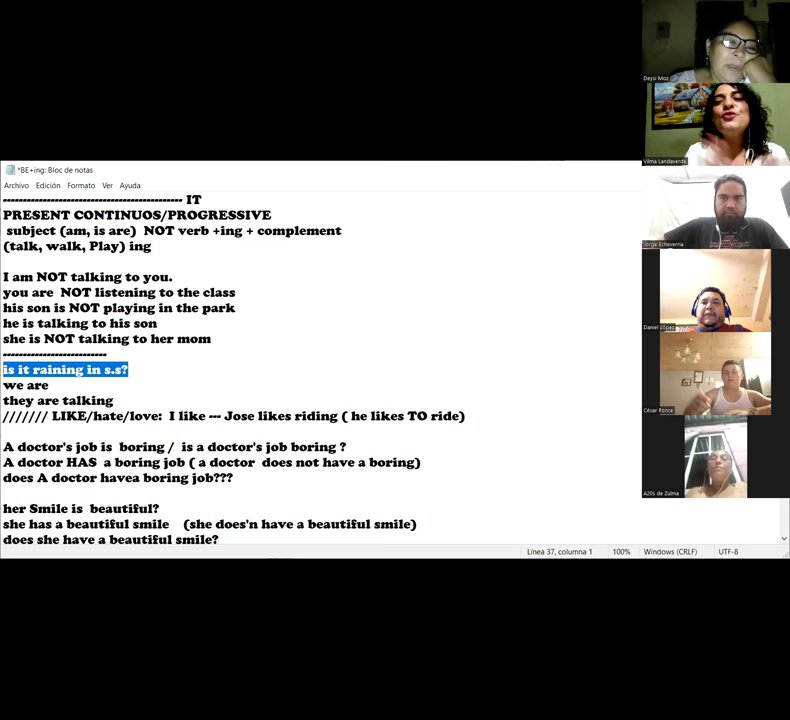 *BE+ing: Bloc de notas
Archivo Edición Formato Ver Ayuda
--------------------------------------------- IT
PRESENT CONTINUOS/PROGRESSIVE
subject (am, is are) NOT verb +ing + complement
(talk, walk, Play) ing
I am NOT talking to you.
you are NOT listening to the class
his son is NOT playing in the park
he is talking to his son
she is NOT talking to her mom
--------------------------
is it raining in s.s?
we are
they are talking
/////// LIKE/hate/love: I like --- Jose likes riding ( he likes TO ride)
A doctor's job is boring / is a doctor's job boring ?
A doctor HAS a boring job ( a doctor does not have a boring)
does A doctor havea boring job???
her Smile is beautiful?
she has a beautiful smile (she does'n have a beautiful smile)
does she have a beautiful smile?
Línea 37, columna 1 100% Windows (CRLF) UTF-8
Deysi Moz
Vilma Landaverde
Jorge Echeverria
Daniel López
César Ponce
A20s de Zulma